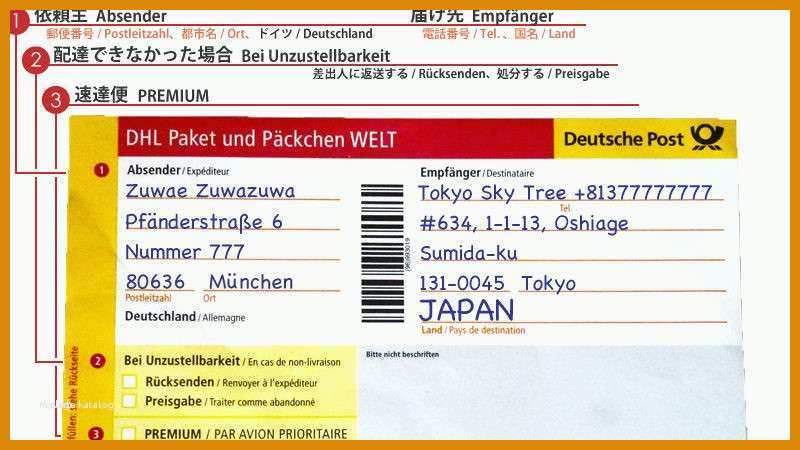 1 依頼主 Absender 届け先 Empfänger
郵便番号 / Postleitzahl、都市名 / Ort、ドイツ / Deutschland 電話番号 / Tel. 、国名 / Land
2 配達できなかった場合 Bei Unzustellbarkeit
差出人に返送する / Rücksenden、処分する / Preisgabe
3 速達便 PREMIUM
DHL Paket und Päckchen WELT Deutsche Post
1 Absender / Expéditeur Empfänger / Destinataire
Zuwae Zuwazuwa Tokyo Sky Tree +81377777777
Tel.
Pfänderstraße 6 #634, 1-1-13, Oshiage
Nummer 777 Sumida-ku
80636 München 131-0045 Tokyo
Postleitzahl Ort
JAPAN
Deutschland / Allemagne
Land / Pays de destination
2 Bei Unzustellbarkeit / En cas de non-livraison
Bitte nicht beschriften
Rücksenden / Renvoyer à l'expéditeur
Preisgabe / Traiter comme abandonné
3 PREMIUM / PAR AVION PRIORITAIRE
füllen: siehe Rückseite